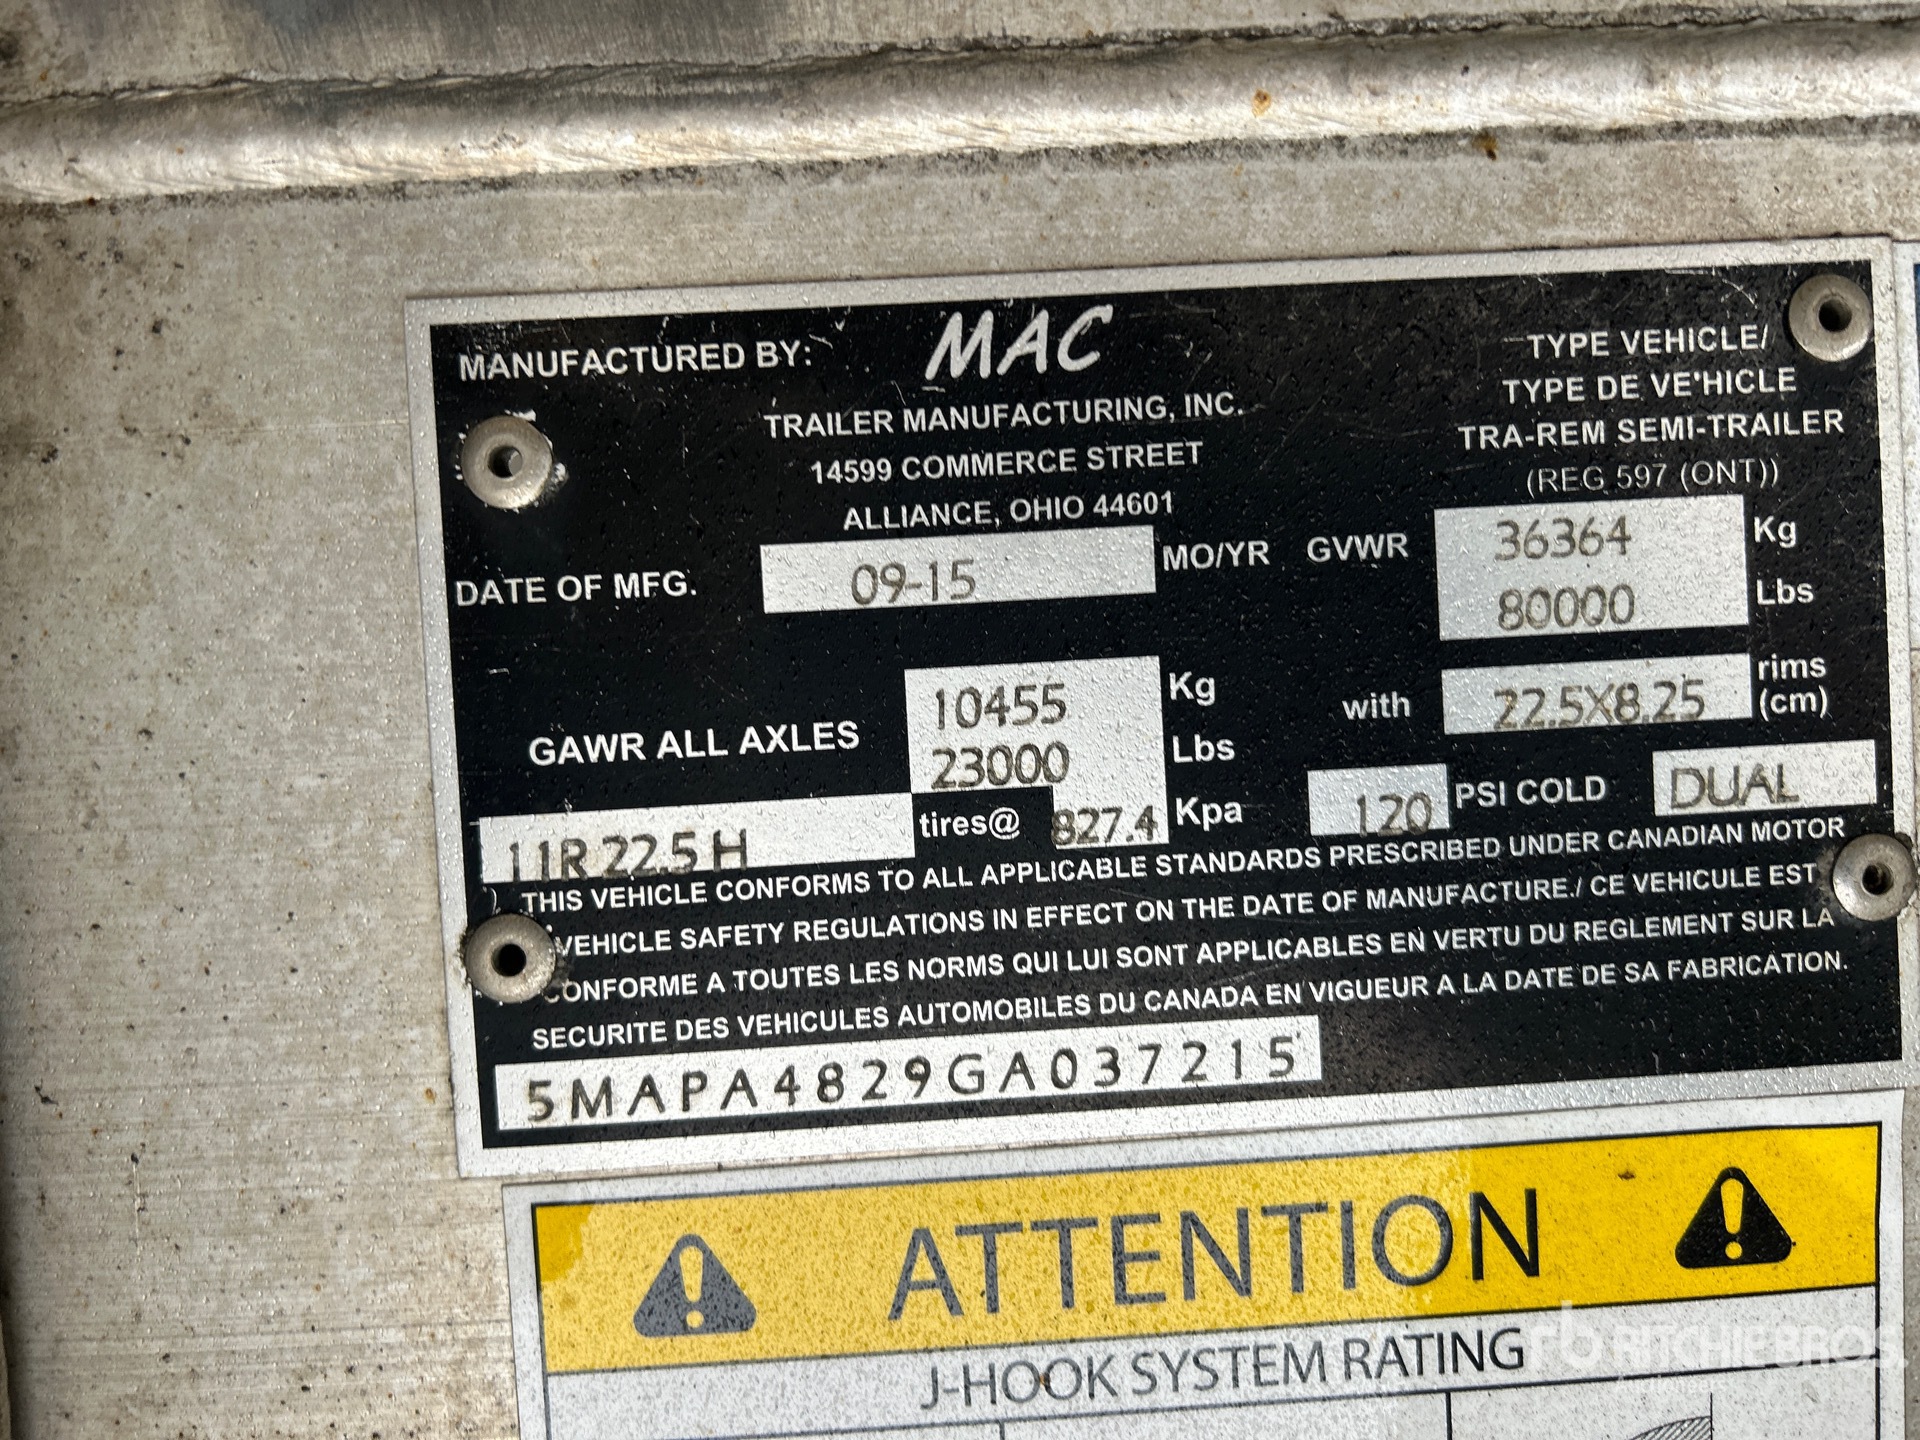 MANUFACTURED BY: MAC
TRAILER MANUFACTURING, INC.
14599 COMMERCE STREET
ALLIANCE, OHIO 44601
TYPE VEHICLE/
TYPE DE VE'HICLE
TRA-REM SEMI-TRAILER
(REG 597 (ONT))
DATE OF MFG. 09-15 MO/YR GVWR 36364 Kg
80000 Lbs
GAWR ALL AXLES 10455 Kg with 22.5X8.25 rims (cm)
23000 Lbs
11R 22.5 H tires@ 827.4 Kpa 120 PSI COLD DUAL
THIS VEHICLE CONFORMS TO ALL APPLICABLE STANDARDS PRESCRIBED UNDER CANADIAN MOTOR
VEHICLE SAFETY REGULATIONS IN EFFECT ON THE DATE OF MANUFACTURE./ CE VEHICULE EST
CONFORME A TOUTES LES NORMS QUI LUI SONT APPLICABLES EN VERTU DU REGLEMENT SUR LA
SECURITE DES VEHICULES AUTOMOBILES DU CANADA EN VIGUEUR A LA DATE DE SA FABRICATION.
5MAPA4829GA037215
ATTENTION
J-HOOK SYSTEM RATING
rb RITCHIE BROS.